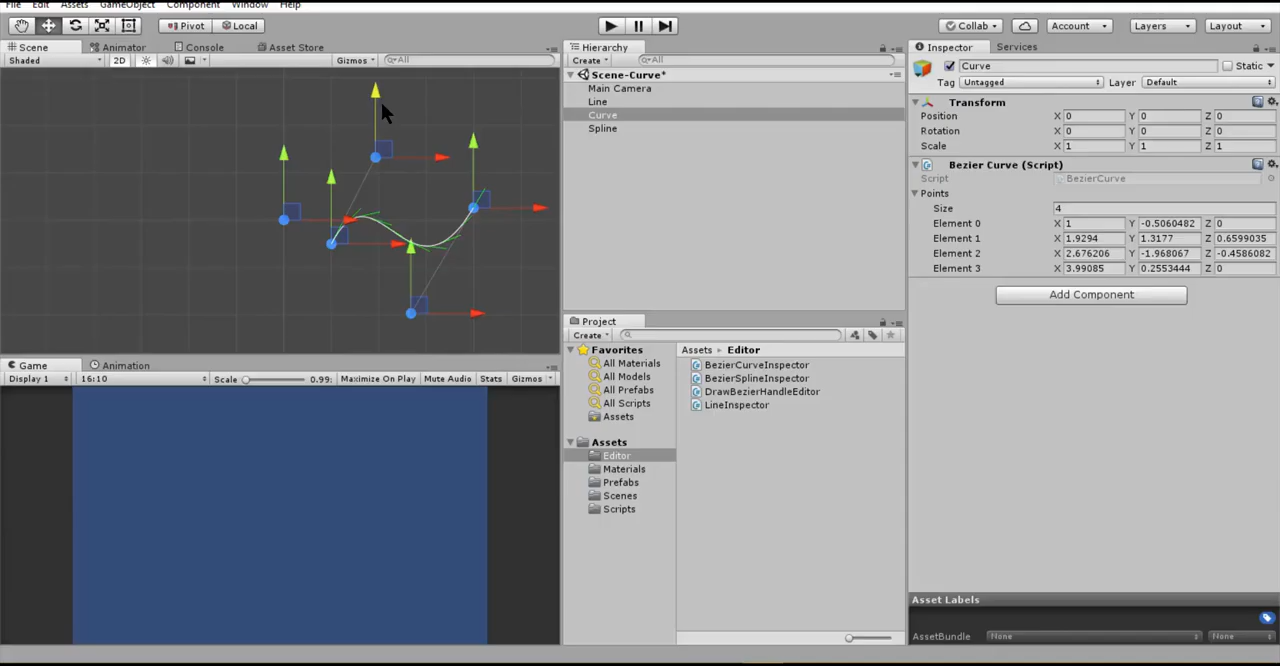 File Edit Assets GameObject Component Window Help
Pivot Local Collab Account Layers Layout
Scene Animator Console Asset Store
Shaded 2D Gizmos All
Hierarchy
Create All
Scene-Curve*
Main Camera
Line
Curve
Spline
Inspector Services
Curve Static
Tag Untagged Layer Default
Transform
Position X 0 Y 0 Z 0
Rotation X 0 Y 0 Z 0
Scale X 1 Y 1 Z 1
Bezier Curve (Script)
Script BezierCurve
Points
Size 4
Element 0 X 1 Y -0.5060482 Z 0
Element 1 X 1.9294 Y 1.3177 Z 0.6599035
Element 2 X 2.676206 Y -1.968067 Z -0.4586082
Element 3 X 3.99085 Y 0.2553444 Z 0
Add Component
Game Animation
Display 1 16:10 Scale 0.99: Maximize On Play Mute Audio Stats Gizmos
Project
Create
Favorites
All Materials
All Models
All Prefabs
All Scripts
Assets
Assets
Editor
Materials
Prefabs
Scenes
Scripts
Assets Editor
BezierCurveInspector
BezierSplineInspector
DrawBezierHandleEditor
LineInspector
Asset Labels
AssetBundle None None